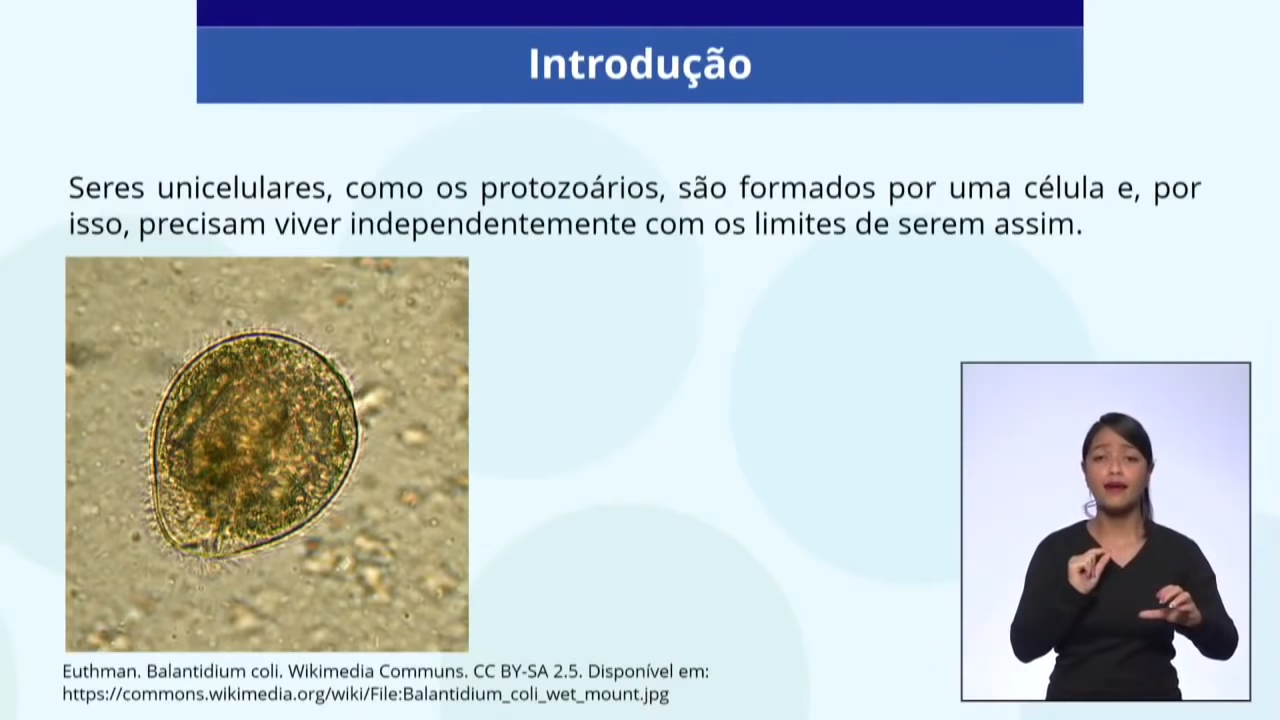 Introdução
Seres unicelulares, como os protozoários, são formados por uma célula e, por
isso, precisam viver independentemente com os limites de serem assim.
Euthman. Balantidium coli. Wikimedia Communs. CC BY-SA 2.5. Disponível em:
https://commons.wikimedia.org/wiki/File:Balantidium_coli_wet_mount.jpg